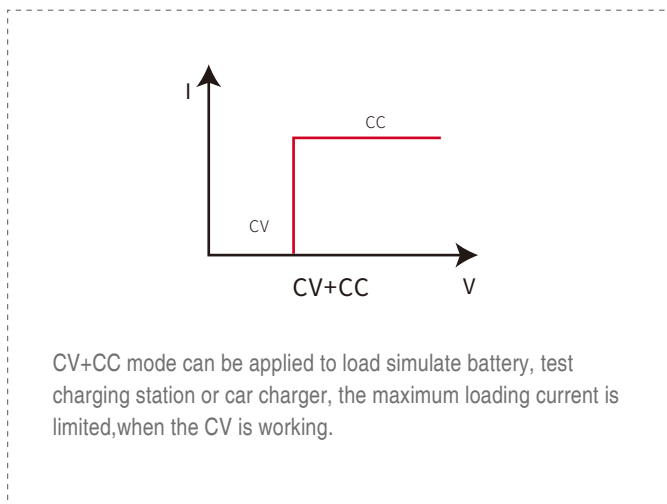 I
CC
CV
CV+CC
V
CV+CC mode can be applied to load simulate battery, test
charging station or car charger, the maximum loading current is
limited,when the CV is working.